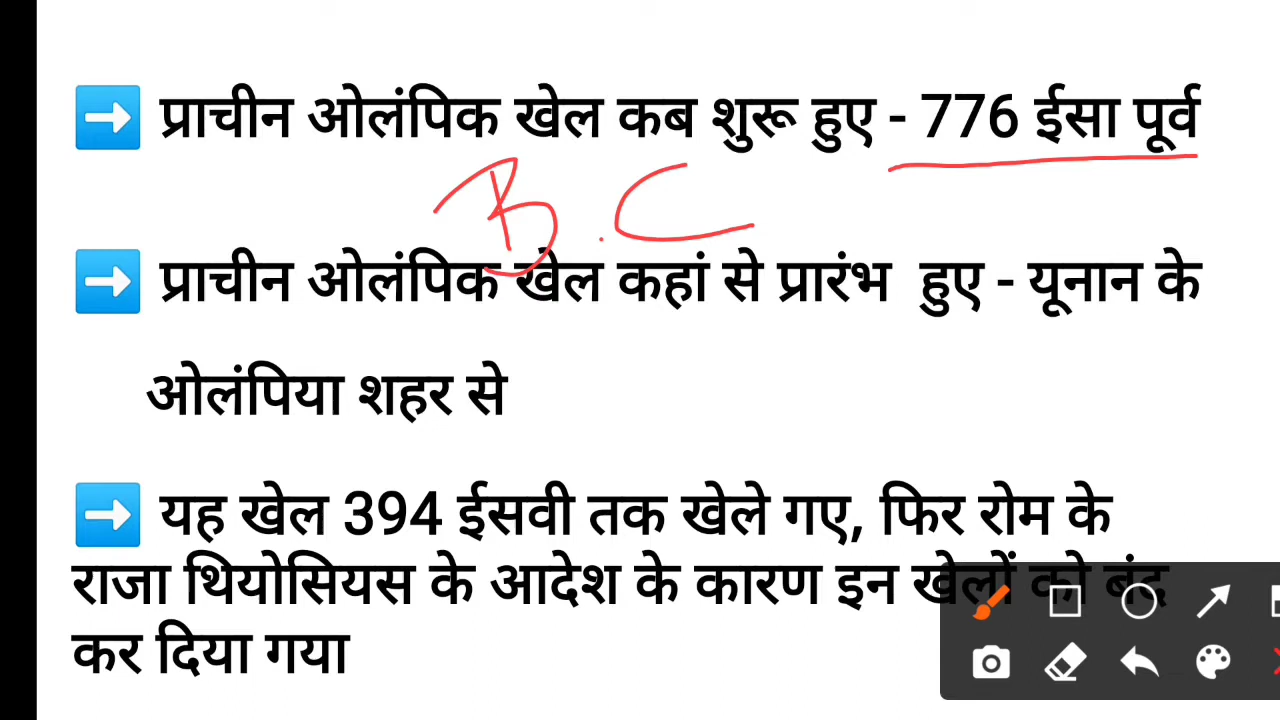 ➡️ प्राचीन ओलंपिक खेल कब शुरू हुए - 776 ईसा पूर्व
B.C
➡️ प्राचीन ओलंपिक खेल कहां से प्रारंभ हुए - यूनान के
ओलंपिया शहर से
➡️ यह खेल 394 ईसवी तक खेले गए, फिर रोम के
राजा थियोसियस के आदेश के कारण इन खेलों को बंद
कर दिया गया